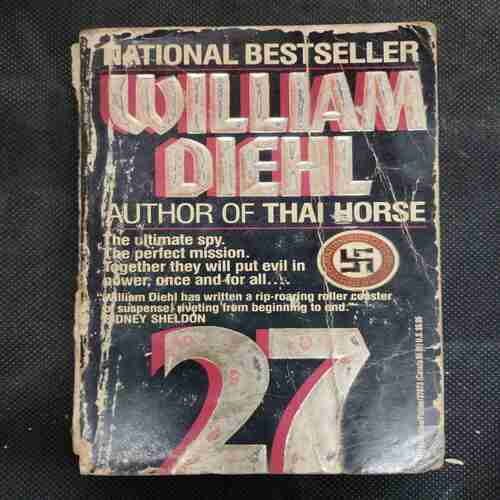 NATIONAL BESTSELLER
WILLIAM
DIEHL
AUTHOR OF THAI HORSE
The ultimate spy.
The perfect mission.
Together they will put evil in
power, once and for all....
"William Diehl has written a rip-roaring roller coaster
of suspense, riveting from beginning to end."
SIDNEY SHELDON
27